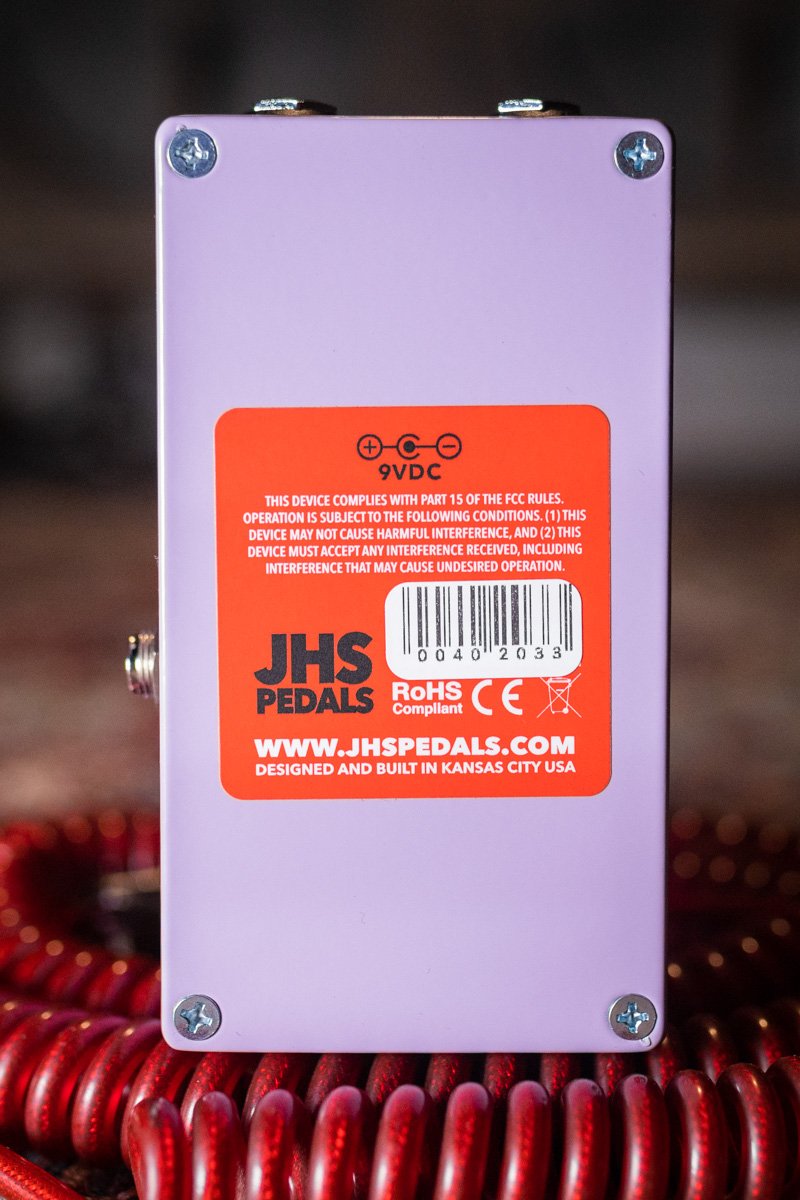 9VDC
THIS DEVICE COMPLIES WITH PART 15 OF THE FCC RULES.
OPERATION IS SUBJECT TO THE FOLLOWING CONDITIONS. (1) THIS
DEVICE MAY NOT CAUSE HARMFUL INTERFERENCE, AND (2) THIS
DEVICE MUST ACCEPT ANY INTERFERENCE RECEIVED, INCLUDING
INTERFERENCE THAT MAY CAUSE UNDESIRED OPERATION.
0040 2033
JHS
PEDALS
RoHS
Compliant
CE
WWW.JHSPEDALS.COM
DESIGNED AND BUILT IN KANSAS CITY USA